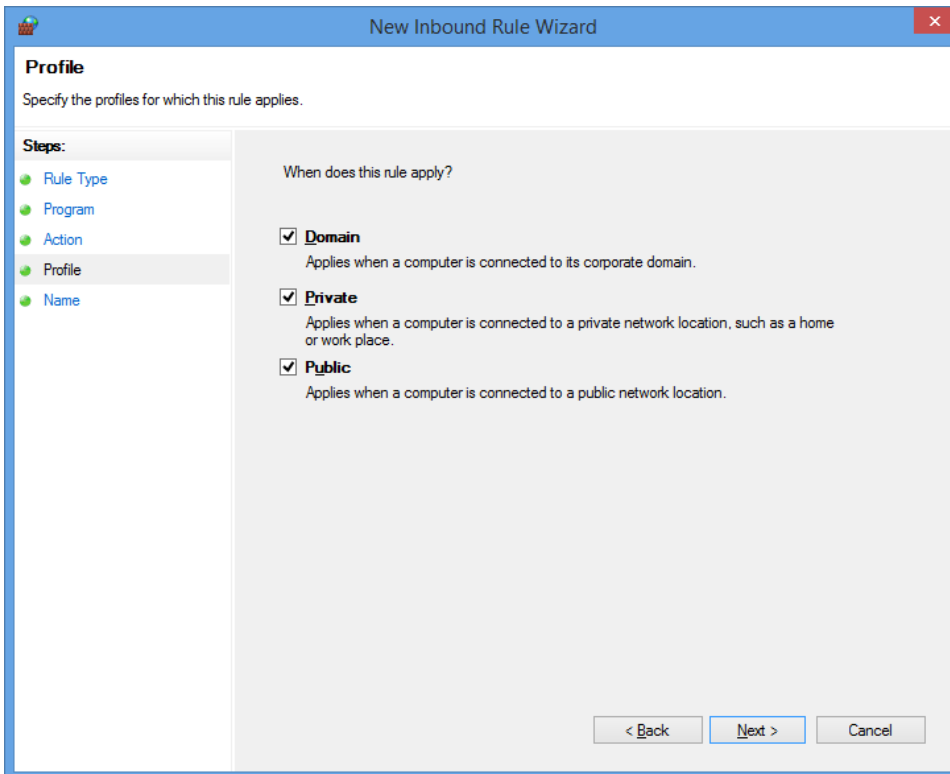 New Inbound Rule Wizard
Profile
Specify the profiles for which this rule applies.
Steps:
Rule Type
Program
Action
Profile
Name
When does this rule apply?
Domain
Applies when a computer is connected to its corporate domain.
Private
Applies when a computer is connected to a private network location, such as a home
or work place.
Public
Applies when a computer is connected to a public network location.
< Back
Next >
Cancel